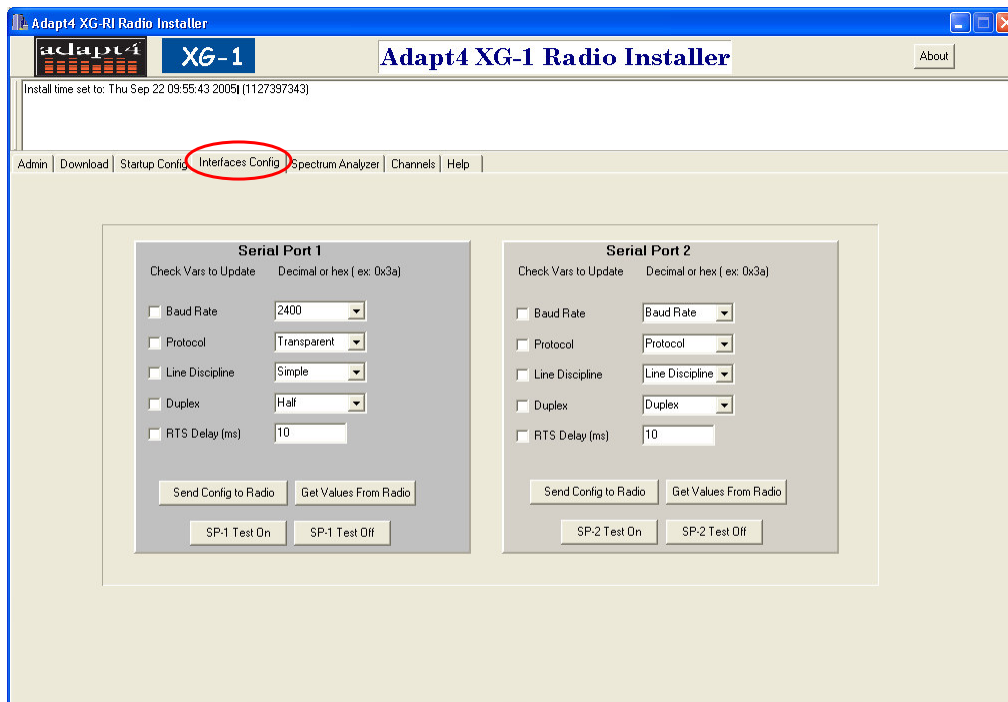 Adapt4 XG-RI Radio Installer
adapt4
XG-1
Adapt4 XG-1 Radio Installer
About
Install time set to: Thu Sep 22 09:55:43 2005 (1127397343)
Admin
Download
Startup Config
Interfaces Config
Spectrum Analyzer
Channels
Help
Serial Port 1
Check Vars to Update Decimal or hex ( ex: 0x3a)
Baud Rate 2400
Protocol Transparent
Line Discipline Simple
Duplex Half
RTS Delay (ms) 10
Send Config to Radio Get Values From Radio
SP-1 Test On SP-1 Test Off
Serial Port 2
Check Vars to Update Decimal or hex ( ex: 0x3a)
Baud Rate Baud Rate
Protocol Protocol
Line Discipline Line Discipline
Duplex Duplex
RTS Delay (ms) 10
Send Config to Radio Get Values From Radio
SP-2 Test On SP-2 Test Off